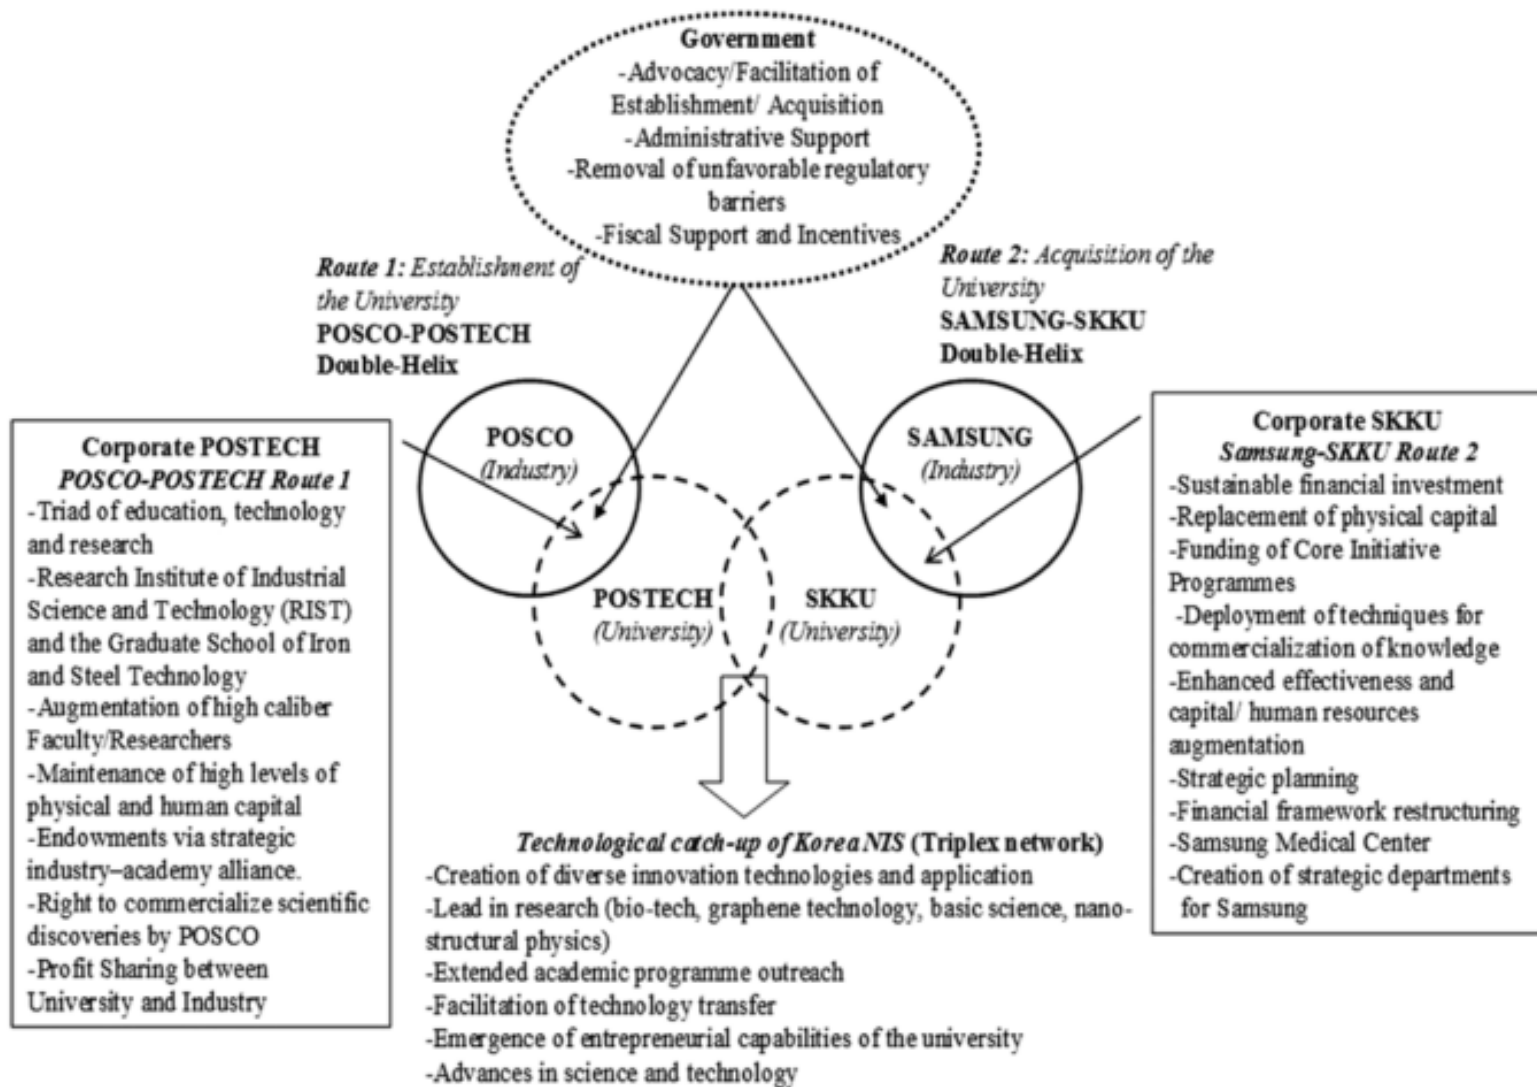 Government
-Advocacy/Facilitation of
Establishment/ Acquisition
-Administrative Support
-Removal of unfavorable regulatory
barriers
-Fiscal Support and Incentives
Route 1: Establishment of
the University
POSCO-POSTECH
Double-Helix
Route 2: Acquisition of the
University
SAMSUNG-SKKU
Double-Helix
POSCO
(Industry)
SAMSUNG
(Industry)
POSTECH
(University)
SKKU
(University)
Corporate POSTECH
POSCO-POSTECH Route 1
-Triad of education, technology
and research
-Research Institute of Industrial
Science and Technology (RIST)
and the Graduate School of Iron
and Steel Technology
-Augmentation of high caliber
Faculty/Researchers
-Maintenance of high levels of
physical and human capital
-Endowments via strategic
industry–academy alliance.
-Right to commercialize scientific
discoveries by POSCO
-Profit Sharing between
University and Industry
Corporate SKKU
Samsung-SKKU Route 2
-Sustainable financial investment
-Replacement of physical capital
-Funding of Core Initiative
Programmes
-Deployment of techniques for
commercialization of knowledge
-Enhanced effectiveness and
capital/ human resources
augmentation
-Strategic planning
-Financial framework restructuring
-Samsung Medical Center
-Creation of strategic departments
for Samsung
Technological catch-up of Korea NIS (Triplex network)
-Creation of diverse innovation technologies and application
-Lead in research (bio-tech, graphene technology, basic science, nano-
structural physics)
-Extended academic programme outreach
-Facilitation of technology transfer
-Emergence of entrepreneurial capabilities of the university
-Advances in science and technology